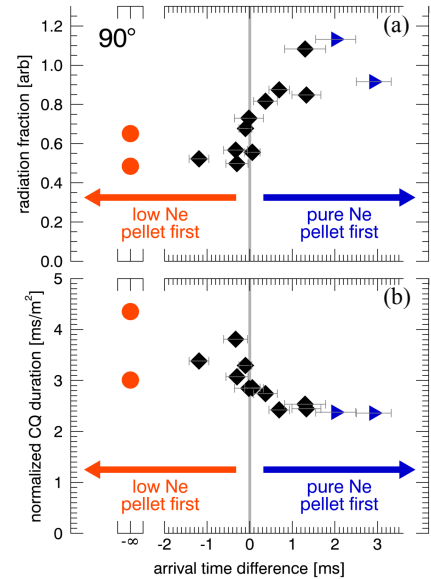 90°
(a)
radiation fraction [arb]
1.2
1.0
0.8
0.6
0.4
0.2
0.0
low Ne
pellet first
pure Ne
pellet first
(b)
normalized CQ duration [ms/m²]
5
4
3
2
1
0
low Ne
pellet first
pure Ne
pellet first
-∞ -2 -1 0 1 2 3
arrival time difference [ms]